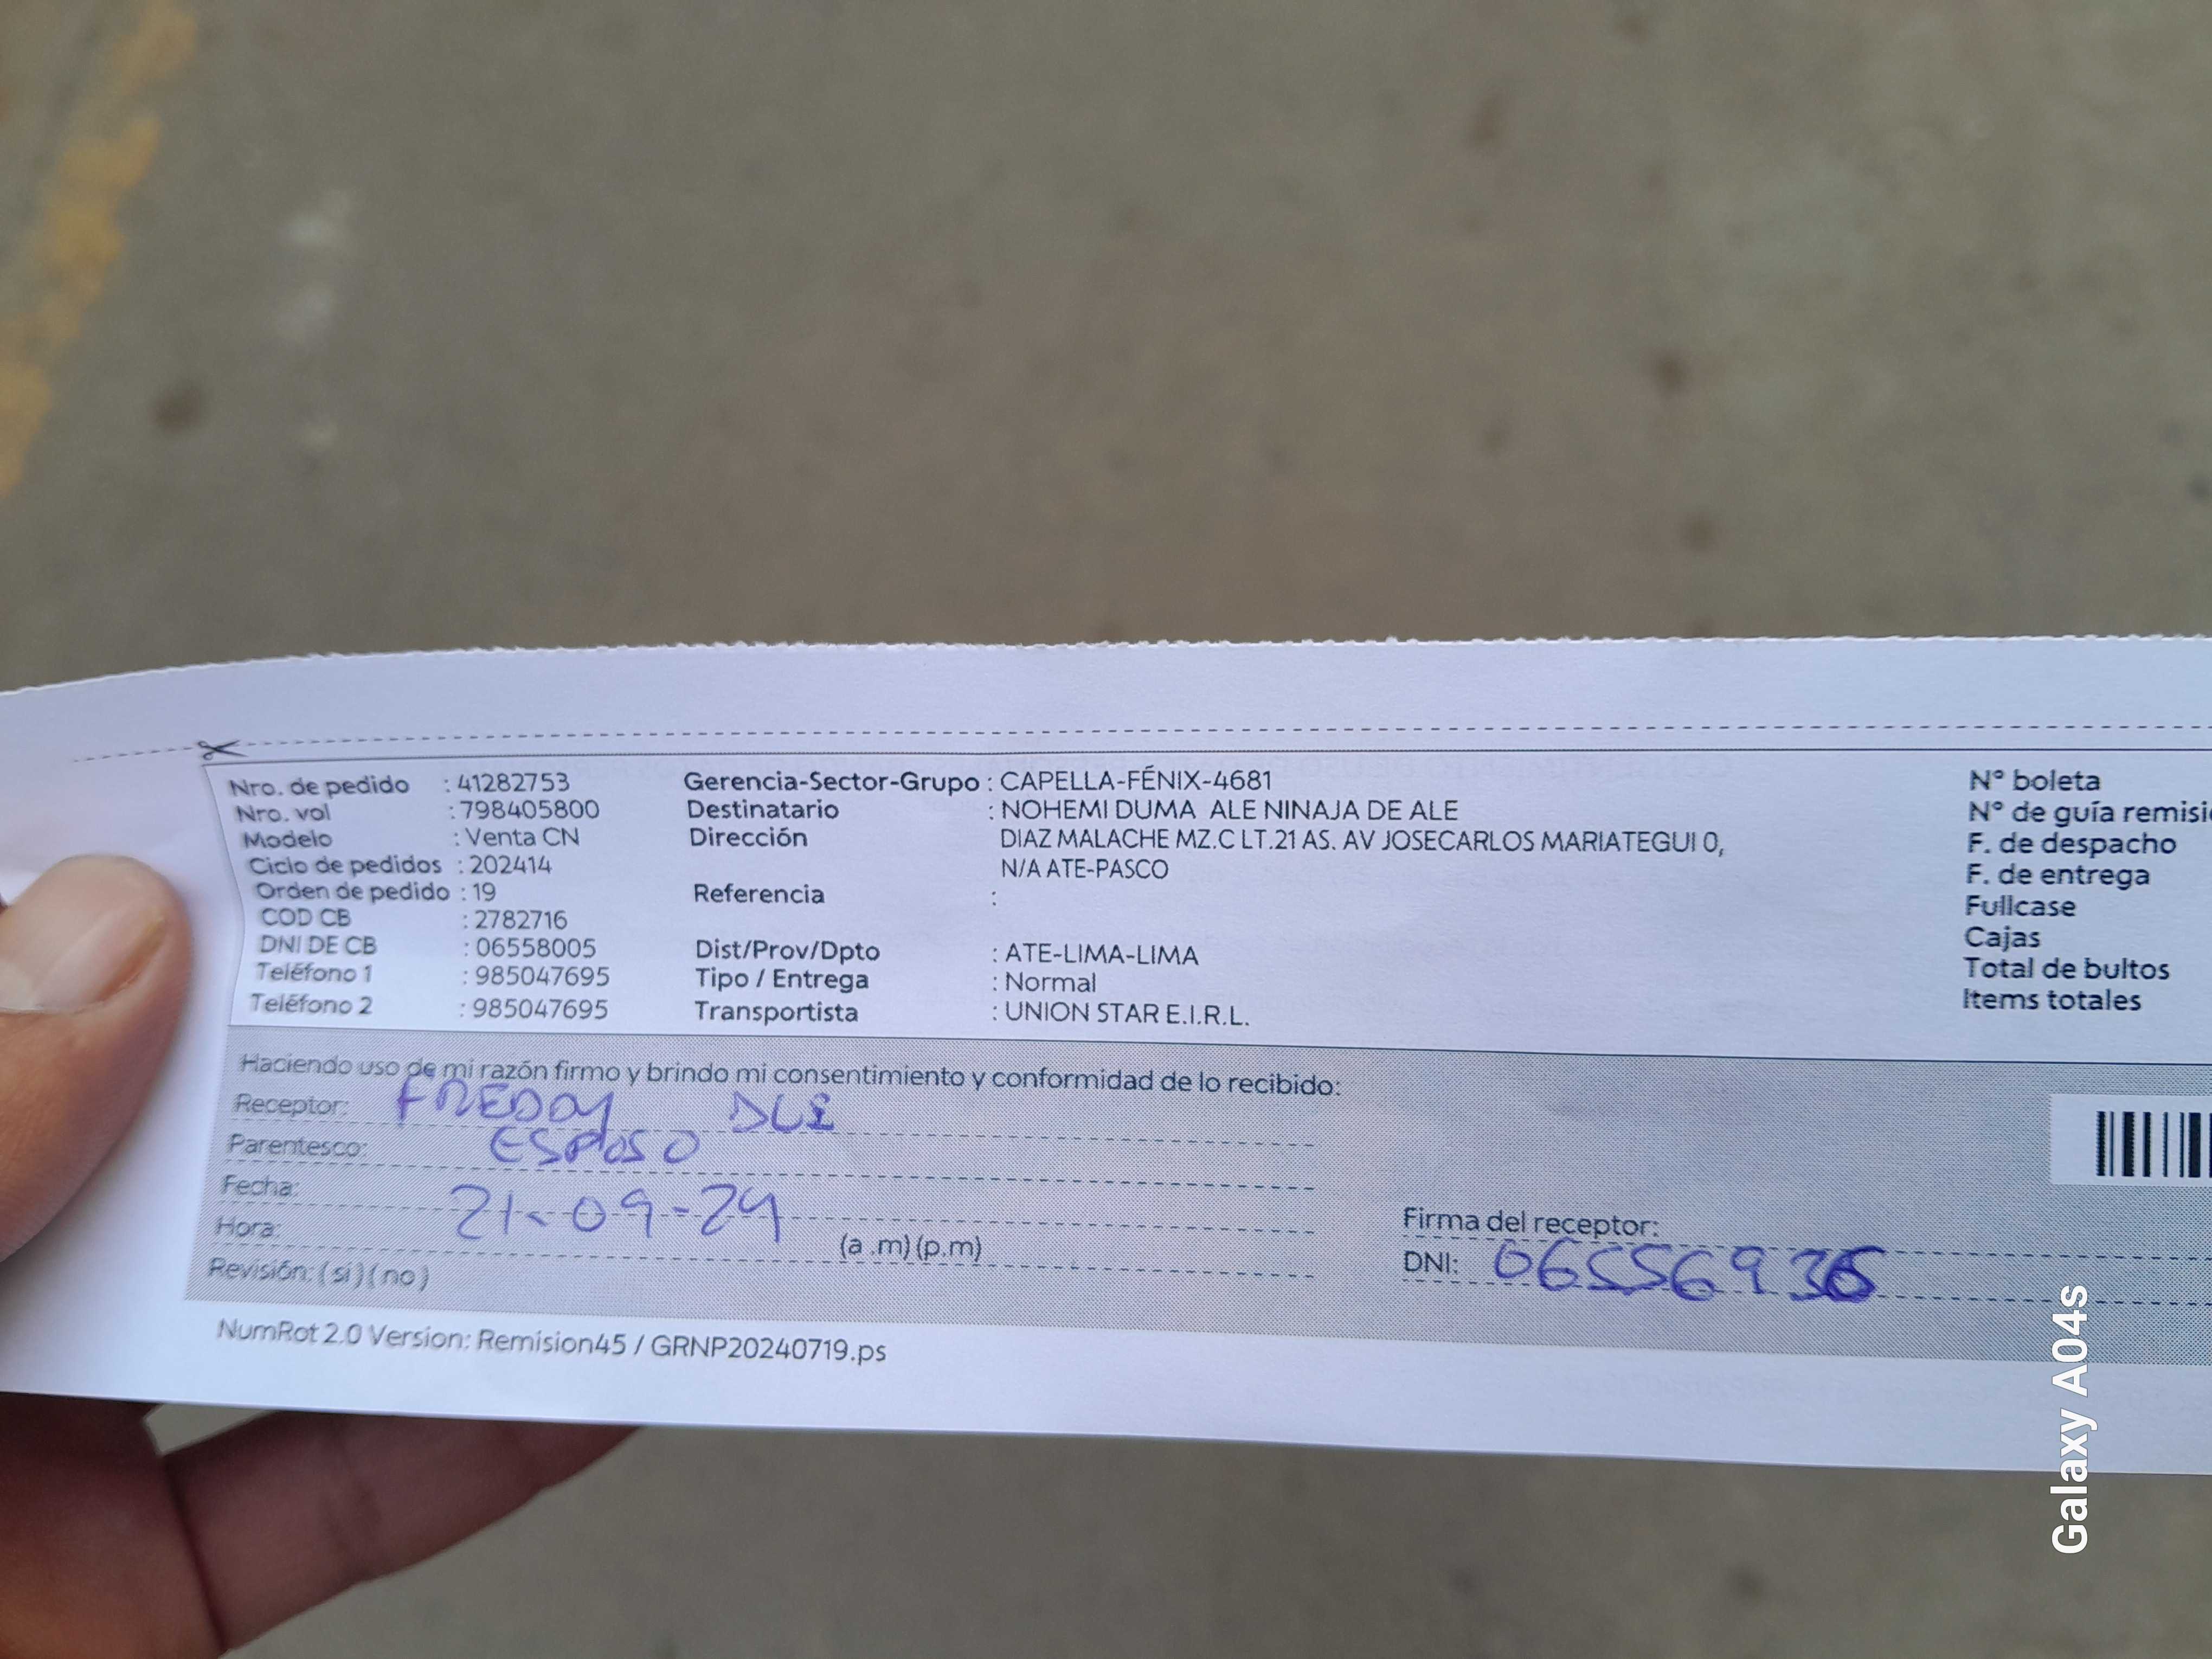 Nro. de pedido : 41282753 Gerencia-Sector-Grupo : CAPELLA-FÉNIX-4681 N° boleta
Nro. vol : 798405800 Destinatario : NOHEMI DUMA ALE NINAJA DE ALE N° de guía remisi
Modelo : Venta CN Dirección DIAZ MALACHE MZ.C LT.21 AS. AV JOSECARLOS MARIATEGUI 0, F. de despacho
Ciclo de pedidos : 202414 N/A ATE-PASCO F. de entrega
Orden de pedido : 19 Referencia : Fullcase
COD CB : 2782716 Cajas
DNI DE CB : 06558005 Dist/Prov/Dpto : ATE-LIMA-LIMA Total de bultos
Teléfono 1 : 985047695 Tipo / Entrega : Normal Items totales
Teléfono 2 : 985047695 Transportista : UNION STAR E.I.R.L.
Haciendo uso de mi razón firmo y brindo mi consentimiento y conformidad de lo recibido:
Receptor: FREDDY
Parentesco: ESPOSO
Fecha: 21-09-24
Hora: (a .m) (p.m) Firma del receptor:
Revisión: ( si ) ( no ) DNI: 06556936
NumRot 2.0 Version: Remision45 / GRNP20240719.ps
Galaxy A04s